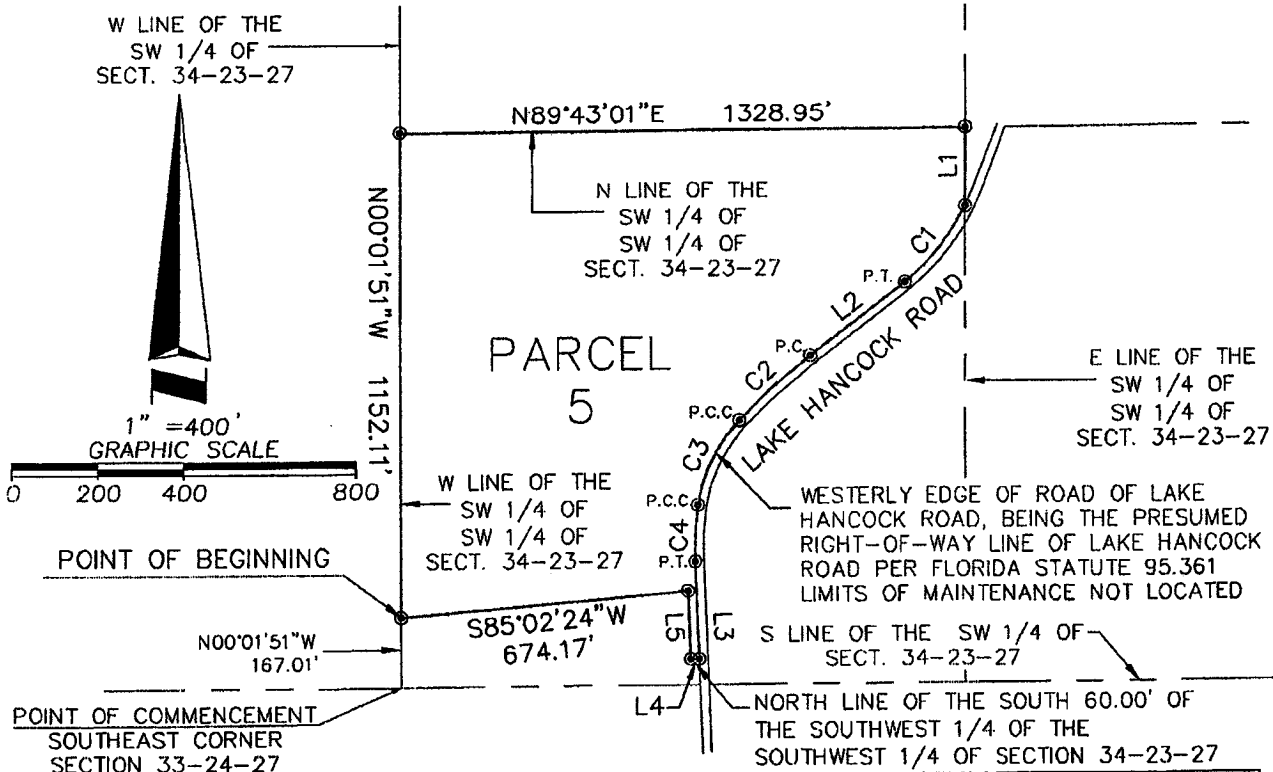 W LINE OF THE
SW 1/4 OF
SECT. 34-23-27
N89°43'01"E 1328.95'
L1
N LINE OF THE
SW 1/4 OF
SW 1/4 OF
SECT. 34-23-27
N00°01'51"W 1152.11'
C1
P.T.
L2
LAKE HANCOCK ROAD
PARCEL
5
P.C.
C2
P.C.C
C3
E LINE OF THE
SW 1/4 OF
SW 1/4 OF
SECT. 34-23-27
1" =400'
GRAPHIC SCALE
0 200 400 800
W LINE OF THE
SW 1/4 OF
SW 1/4 OF
SECT. 34-23-27
P.C.C
C4
P.T.
WESTERLY EDGE OF ROAD OF LAKE
HANCOCK ROAD, BEING THE PRESUMED
RIGHT-OF-WAY LINE OF LAKE HANCOCK
ROAD PER FLORIDA STATUTE 95.361
LIMITS OF MAINTENANCE NOT LOCATED
POINT OF BEGINNING
S85°02'24"W
674.17'
L5
L3
N00°01'51"W
167.01'
S LINE OF THE SW 1/4 OF
SECT. 34-23-27
L4
POINT OF COMMENCEMENT
SOUTHEAST CORNER
SECTION 33-24-27
NORTH LINE OF THE SOUTH 60.00' OF
THE SOUTHWEST 1/4 OF THE
SOUTHWEST 1/4 OF SECTION 34-23-27